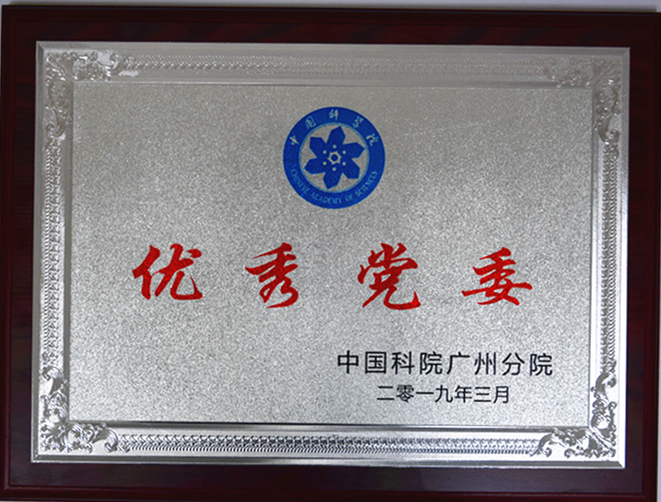 中国科学院
CHINESE ACADEMY OF SCIENCES
优秀党委
中国科院广州分院
二零一九年三月